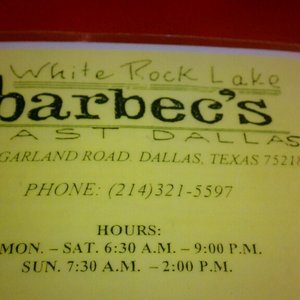 White Rock Lake
barbec's
AST DALLAS
GARLAND ROAD. DALLAS, TEXAS 75218
PHONE: (214)321-5597
HOURS:
MON. – SAT. 6:30 A.M. – 9:00 P.M.
SUN. 7:30 A.M. – 2:00 P.M.